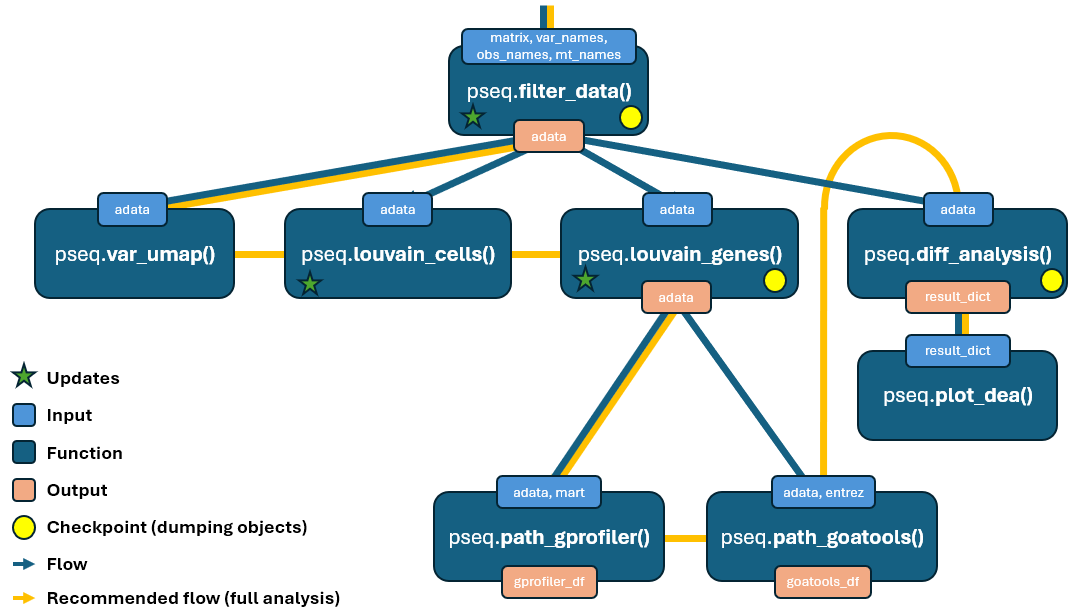 matrix, var_names,
obs_names, mt_names
pseq.filter_data()
adata
adata
pseq.var_umap()
adata
pseq.louvain_cells()
adata
pseq.louvain_genes()
adata
adata
pseq.diff_analysis()
result_dict
result_dict
pseq.plot_dea()
Updates
Input
Function
Output
Checkpoint (dumping objects)
Flow
Recommended flow (full analysis)
adata, mart
pseq.path_gprofiler()
gprofiler_df
adata, entrez
pseq.path_goatools()
goatools_df